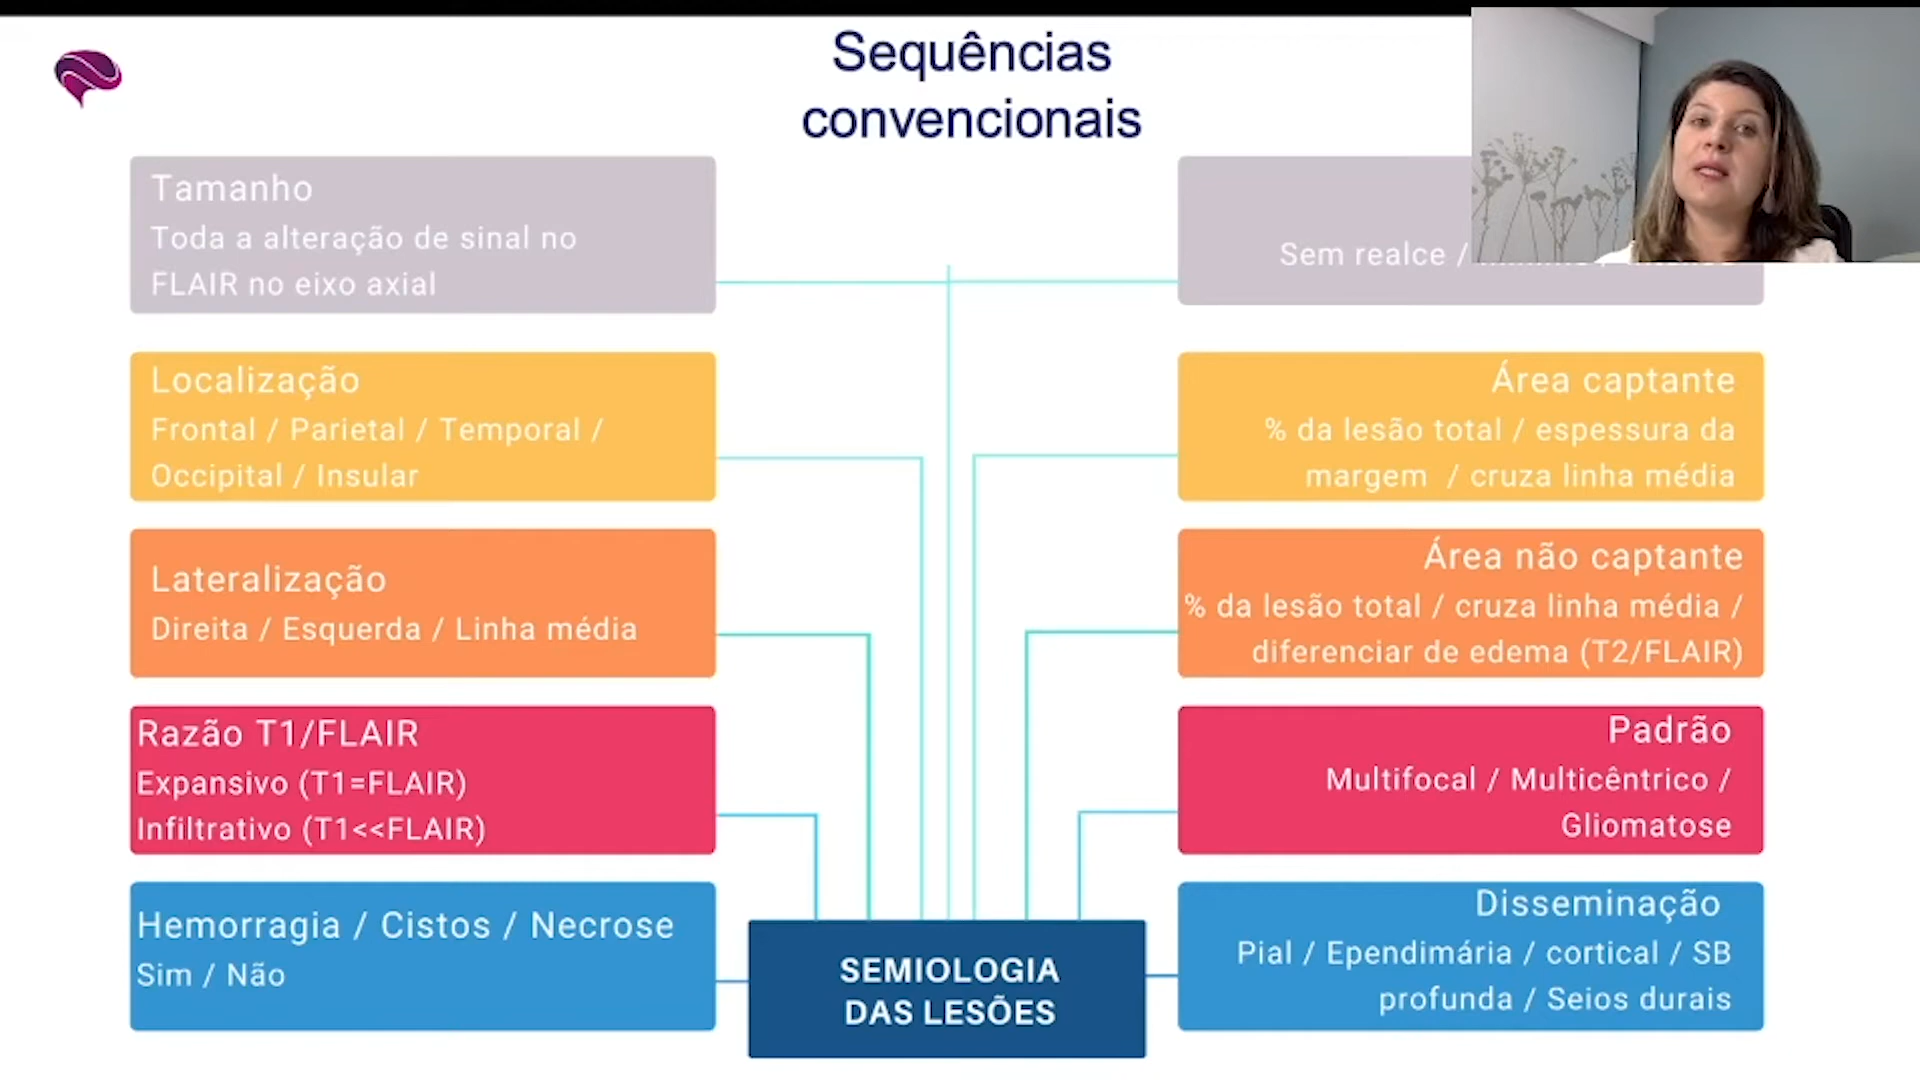 Sequências
convencionais
Tamanho
Toda a alteração de sinal no
FLAIR no eixo axial
Localização
Frontal / Parietal / Temporal /
Occipital / Insular
Lateralização
Direita / Esquerda / Linha média
Razão T1/FLAIR
Expansivo (T1=FLAIR)
Infiltrativo (T1<<FLAIR)
Hemorragia / Cistos / Necrose
Sim / Não
Sem realce /
Área captante
% da lesão total / espessura da
margem / cruza linha média
Área não captante
% da lesão total / cruza linha média /
diferenciar de edema (T2/FLAIR)
Padrão
Multifocal / Multicêntrico /
Gliomatose
Disseminação
Pial / Ependimária / cortical / SB
profunda / Seios durais
SEMIOLOGIA
DAS LESÕES